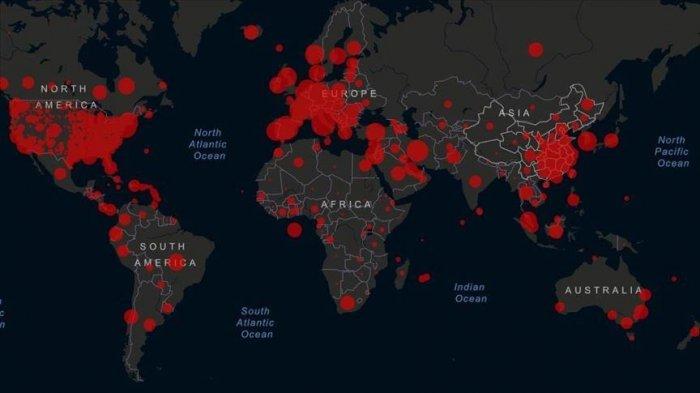 NORTH
AMERICA
EUROPE
ASIA
North
Atlantic
Ocean
North
Pacific
Ocean
AFRICA
SOUTH
AMERICA
Indian
Ocean
AUSTRALIA
South
Atlantic
Ocean